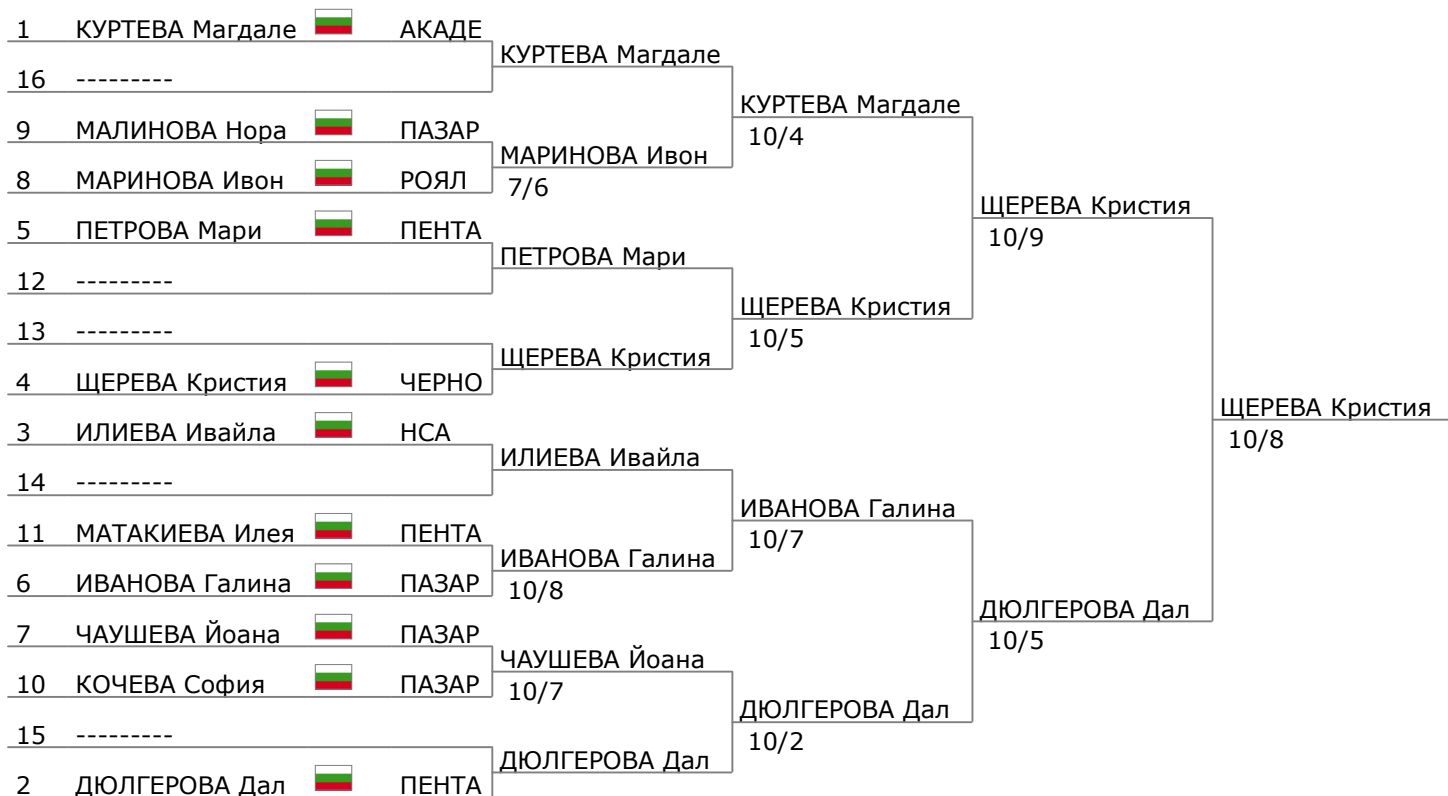 1 КУРТЕВА Магдале АКАДЕ
КУРТЕВА Магдале
16 ---------
КУРТЕВА Магдале
10/4
9 МАЛИНОВА Нора ПАЗАР
МАРИНОВА Ивон
7/6
8 МАРИНОВА Ивон РОЯЛ
ЩЕРЕВА Кристия
10/9
5 ПЕТРОВА Мари ПЕНТА
ПЕТРОВА Мари
12 ---------
ЩЕРЕВА Кристия
10/5
13 ---------
ЩЕРЕВА Кристия
4 ЩЕРЕВА Кристия ЧЕРНО
ЩЕРЕВА Кристия
10/8
3 ИЛИЕВА Ивайла НСА
ИЛИЕВА Ивайла
14 ---------
ИВАНОВА Галина
10/7
11 МАТАКИЕВА Илея ПЕНТА
ИВАНОВА Галина
10/8
6 ИВАНОВА Галина ПАЗАР
ДЮЛГЕРОВА Дал
10/5
7 ЧАУШЕВА Йоана ПАЗАР
ЧАУШЕВА Йоана
10/7
10 КОЧЕВА София ПАЗАР
ДЮЛГЕРОВА Дал
10/2
15 ---------
ДЮЛГЕРОВА Дал
2 ДЮЛГЕРОВА Дал ПЕНТА